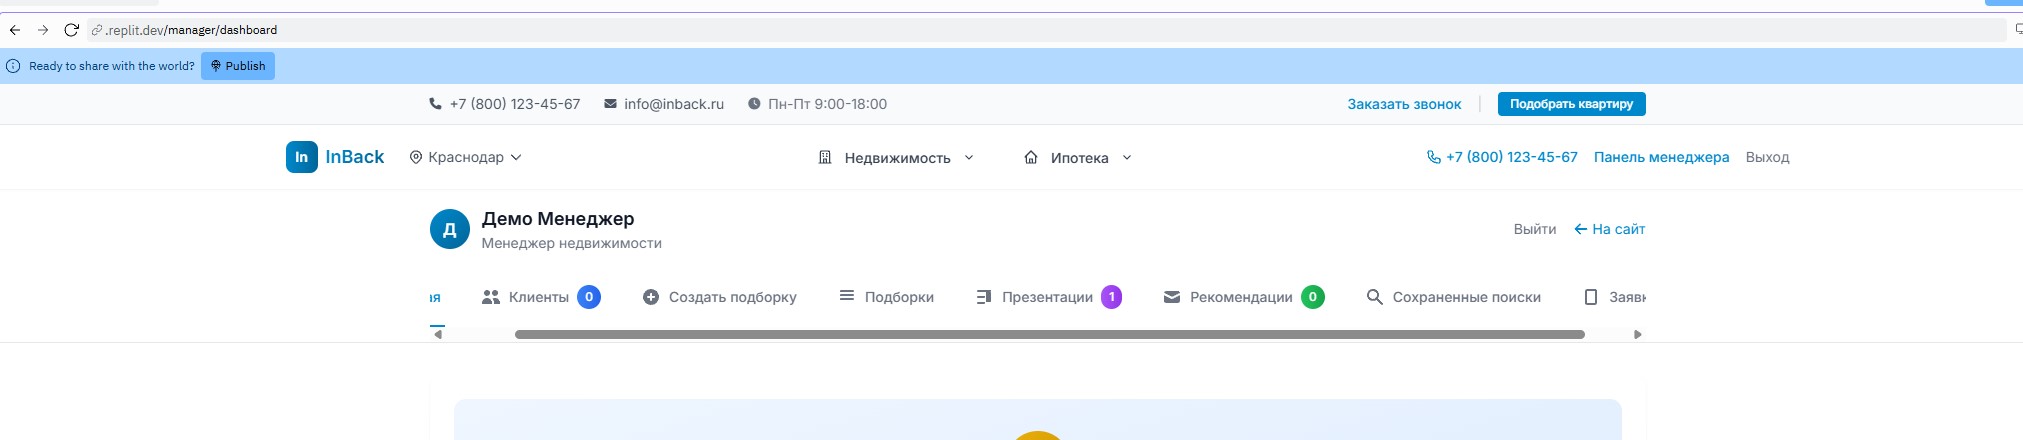 .replit.dev/manager/dashboard
Ready to share with the world? Publish
+7 (800) 123-45-67 info@inback.ru Пн-Пт 9:00-18:00 Заказать звонок Подобрать квартиру
In InBack Краснодар Недвижимость Ипотека +7 (800) 123-45-67 Панель менеджера Выход
Д Демо Менеджер
Менеджер недвижимости Выйти На сайт
ая Клиенты 0 Создать подборку Подборки Презентации 1 Рекомендации 0 Сохраненные поиски